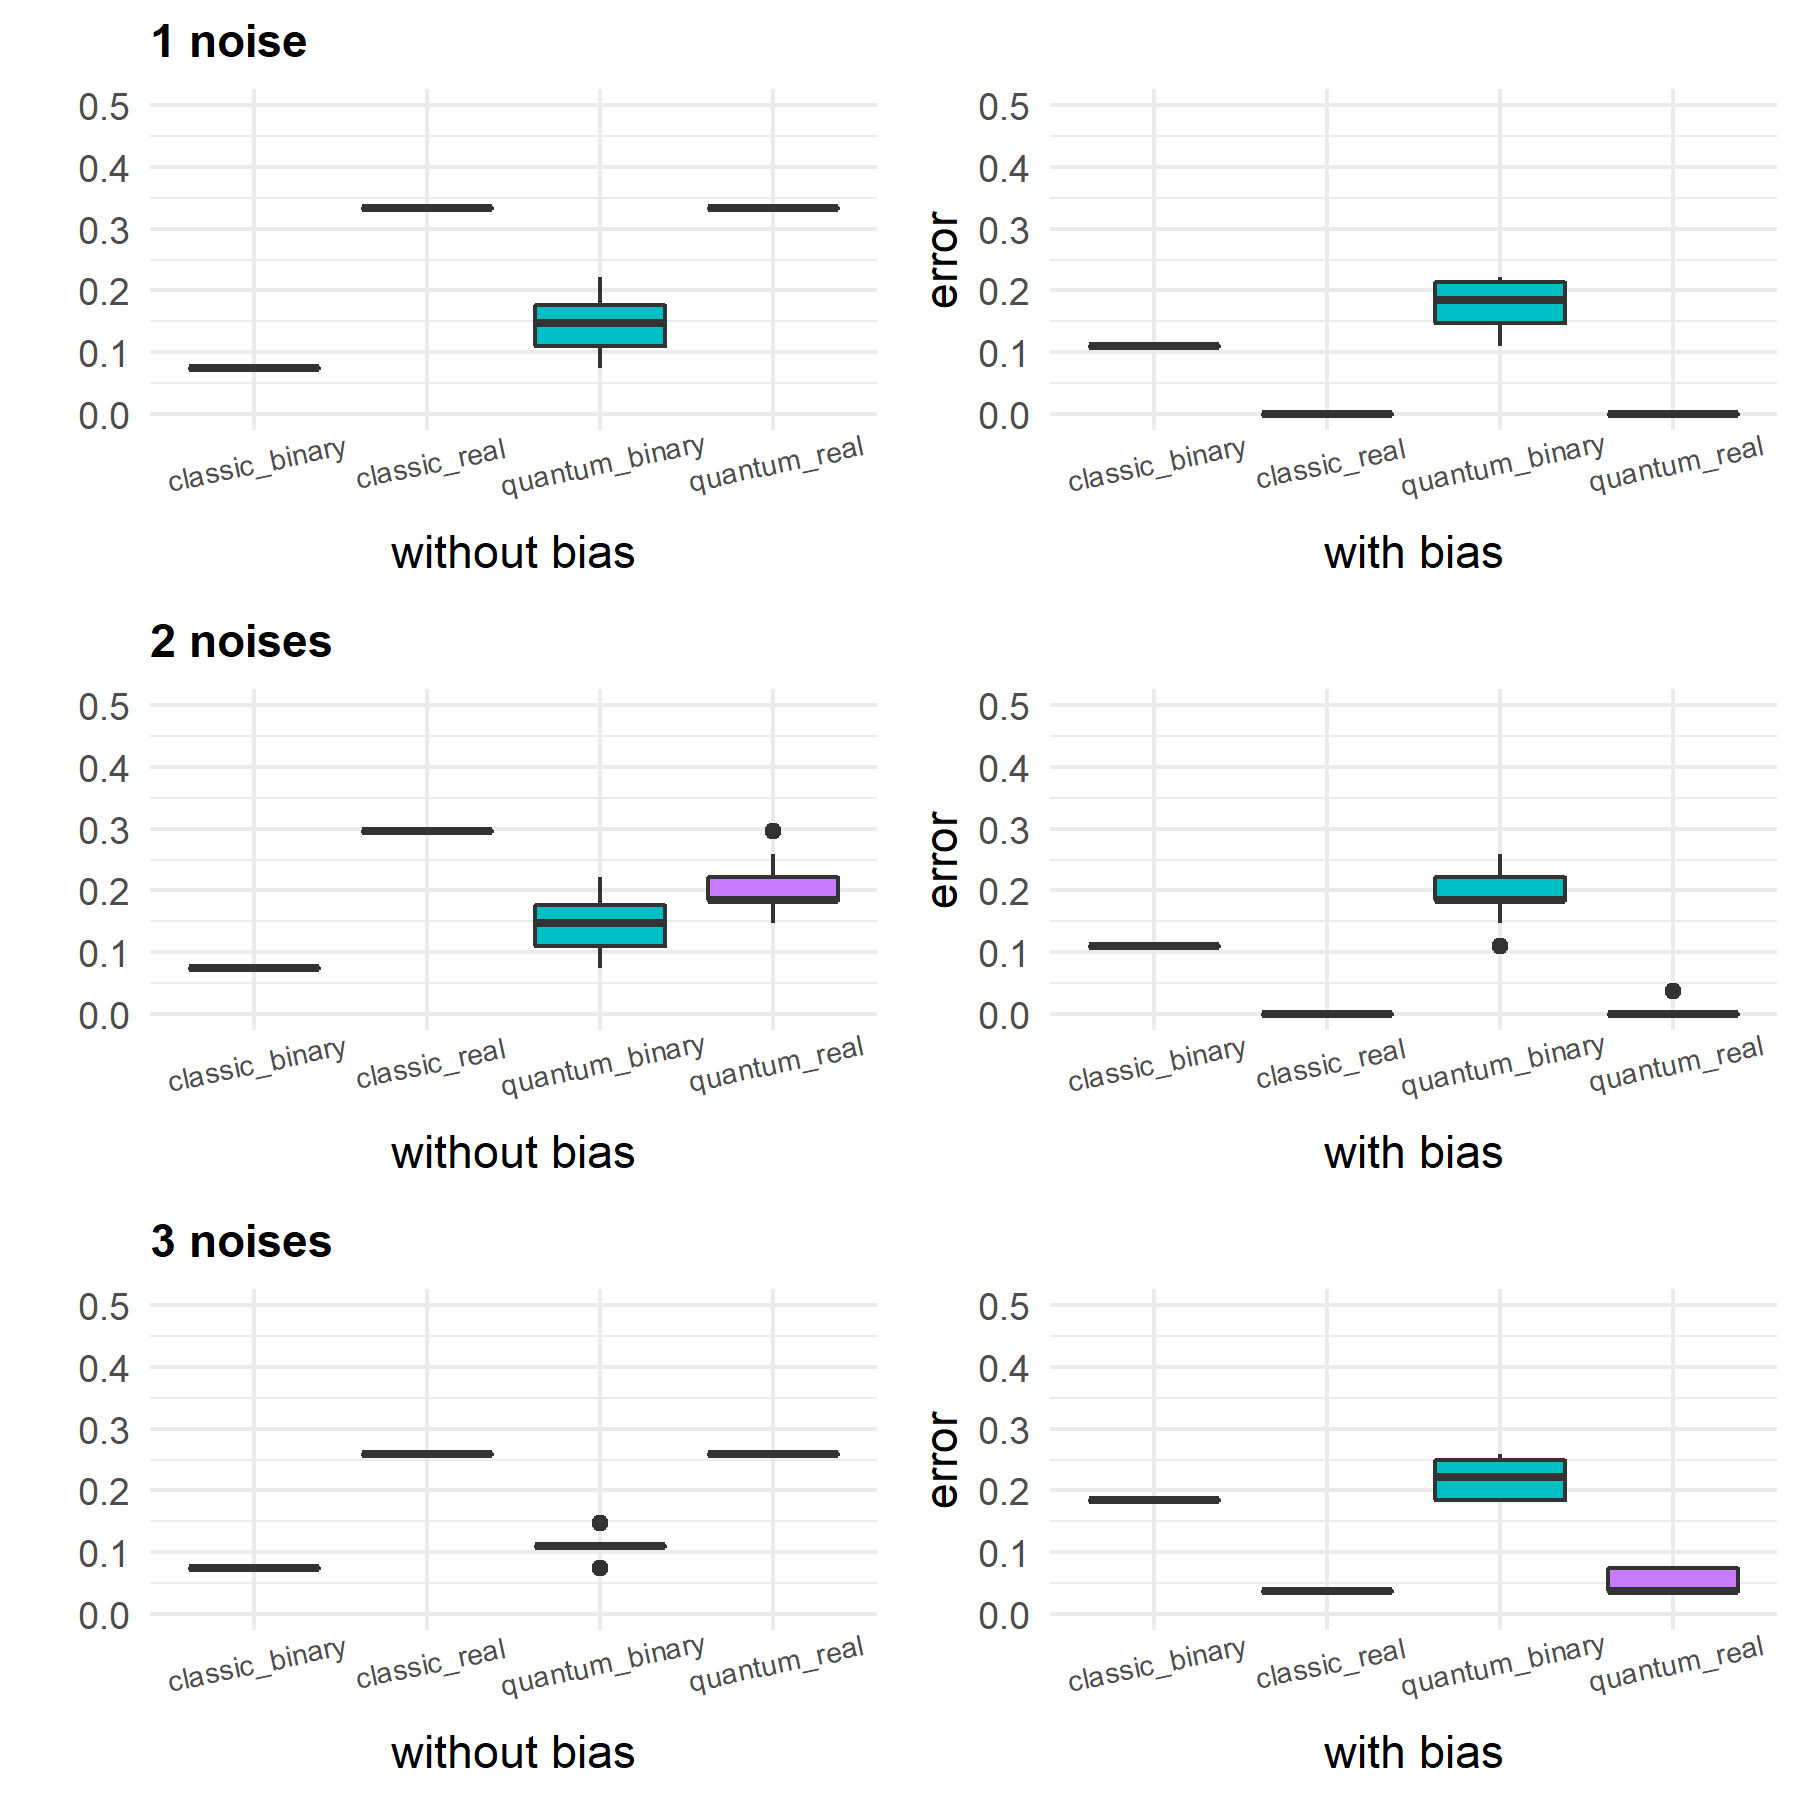 1 noise
0.5
0.4
0.3
0.2
0.1
0.0
classic_binary
classic_real
quantum_binary
quantum_real
without bias
error
0.5
0.4
0.3
0.2
0.1
0.0
classic_binary
classic_real
quantum_binary
quantum_real
with bias
2 noises
0.5
0.4
0.3
0.2
0.1
0.0
classic_binary
classic_real
quantum_binary
quantum_real
without bias
error
0.5
0.4
0.3
0.2
0.1
0.0
classic_binary
classic_real
quantum_binary
quantum_real
with bias
3 noises
0.5
0.4
0.3
0.2
0.1
0.0
classic_binary
classic_real
quantum_binary
quantum_real
without bias
error
0.5
0.4
0.3
0.2
0.1
0.0
classic_binary
classic_real
quantum_binary
quantum_real
with bias